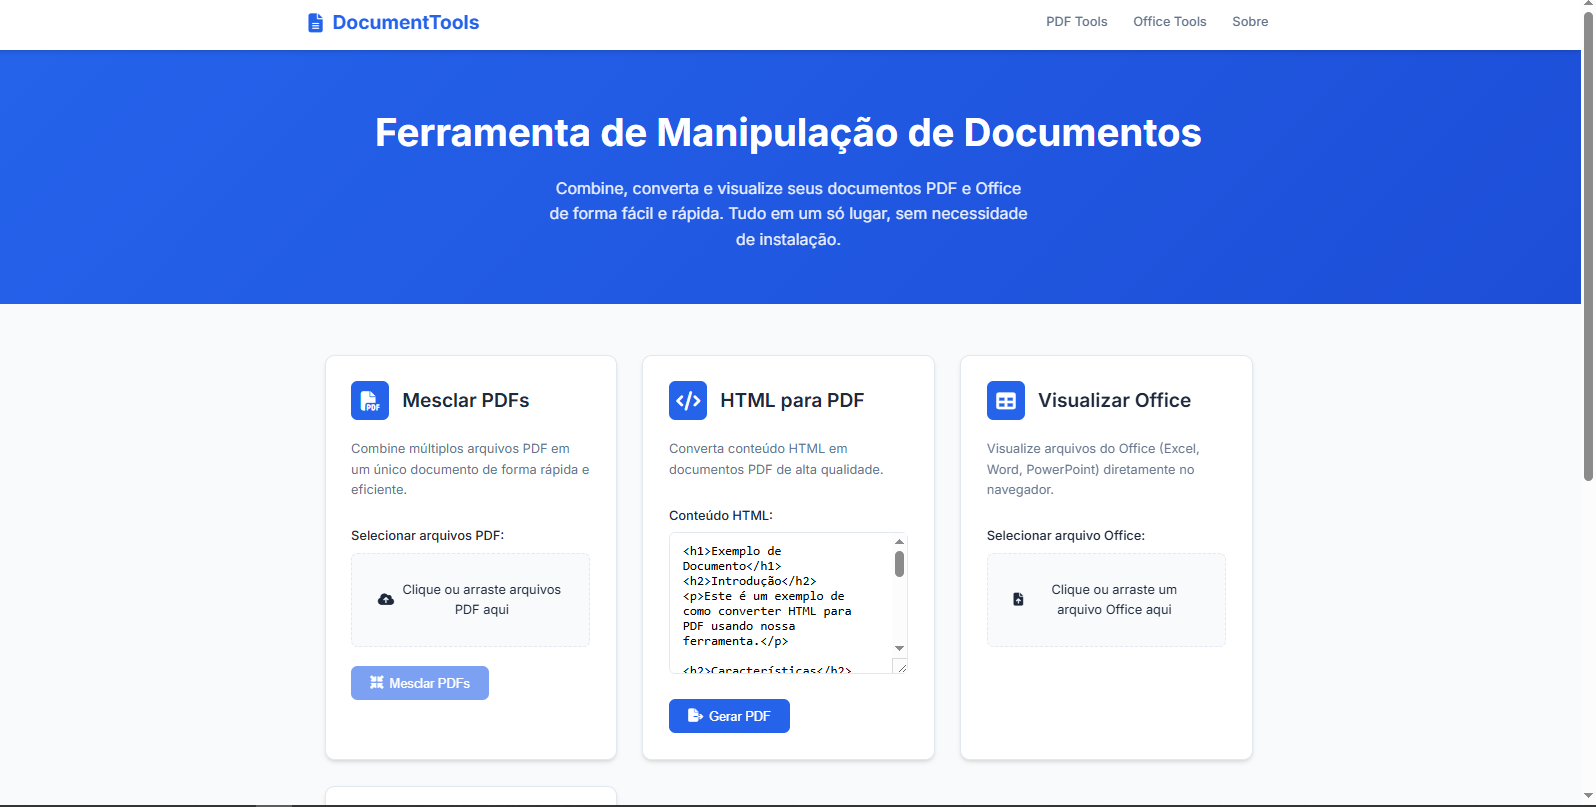 DocumentTools
PDF Tools
Office Tools
Sobre
Ferramenta de Manipulação de Documentos
Combine, converta e visualize seus documentos PDF e Office
de forma fácil e rápida. Tudo em um só lugar, sem necessidade
de instalação.
PDF
Mesclar PDFs
Combine múltiplos arquivos PDF em
um único documento de forma rápida e
eficiente.
Selecionar arquivos PDF:
Clique ou arraste arquivos
PDF aqui
Mesclar PDFs
HTML para PDF
Converta conteúdo HTML em
documentos PDF de alta qualidade.
Conteúdo HTML:
<h1>Exemplo de
Documento</h1>
<h2>Introdução</h2>
<p>Este é um exemplo de
como converter HTML para
PDF usando nossa
ferramenta.</p>
<h2>Características</h2>
Gerar PDF
Visualizar Office
Visualize arquivos do Office (Excel,
Word, PowerPoint) diretamente no
navegador.
Selecionar arquivo Office:
Clique ou arraste um
arquivo Office aqui